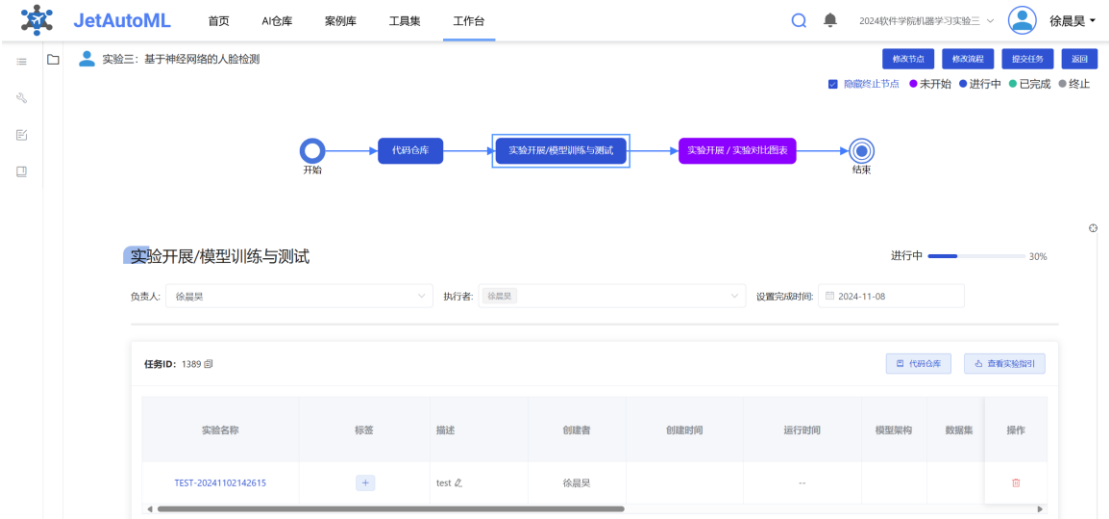 JetAutoML 首页 AI仓库 案例库 工具集 工作台 2024软件学院机器学习实验三 徐晨昊
实验三：基于神经网络的人脸检测 修改节点 修改流程 提交任务 返回
隐藏终止节点 未开始 进行中 已完成 终止
代码仓库 实验开展/模型训练与测试 实验开展 / 实验对比图表
开始 结束
实验开展/模型训练与测试 进行中 30%
负责人: 徐晨昊 执行者: 徐晨昊 设置完成时间: 2024-11-08
任务ID: 1389 代码仓库 查看实验指引
实验名称 标签 描述 创建者 创建时间 运行时间 模型架构 数据集 操作
TEST-20241102142615 + test 徐晨昊 --